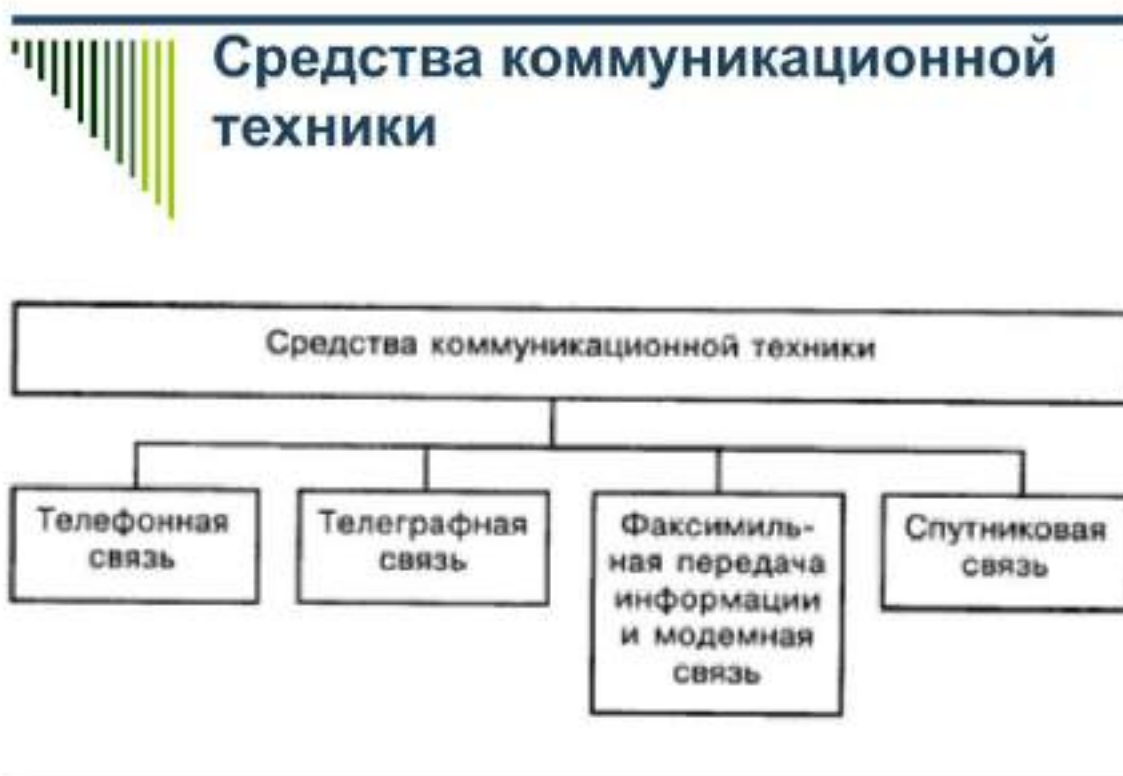 Средства коммуникационной
техники
Средства коммуникационной техники
Телефонная
связь
Телеграфная
связь
Факсимиль-
ная передача
информации
и модемная
связь
Спутниковая
связь